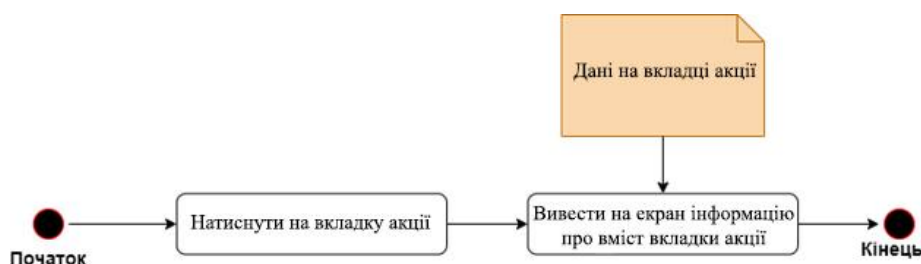 Дані на вкладці акції
Натиснути на вкладку акції
Вивести на екран інформацію
про вміст вкладки акції
Початок
Кінець